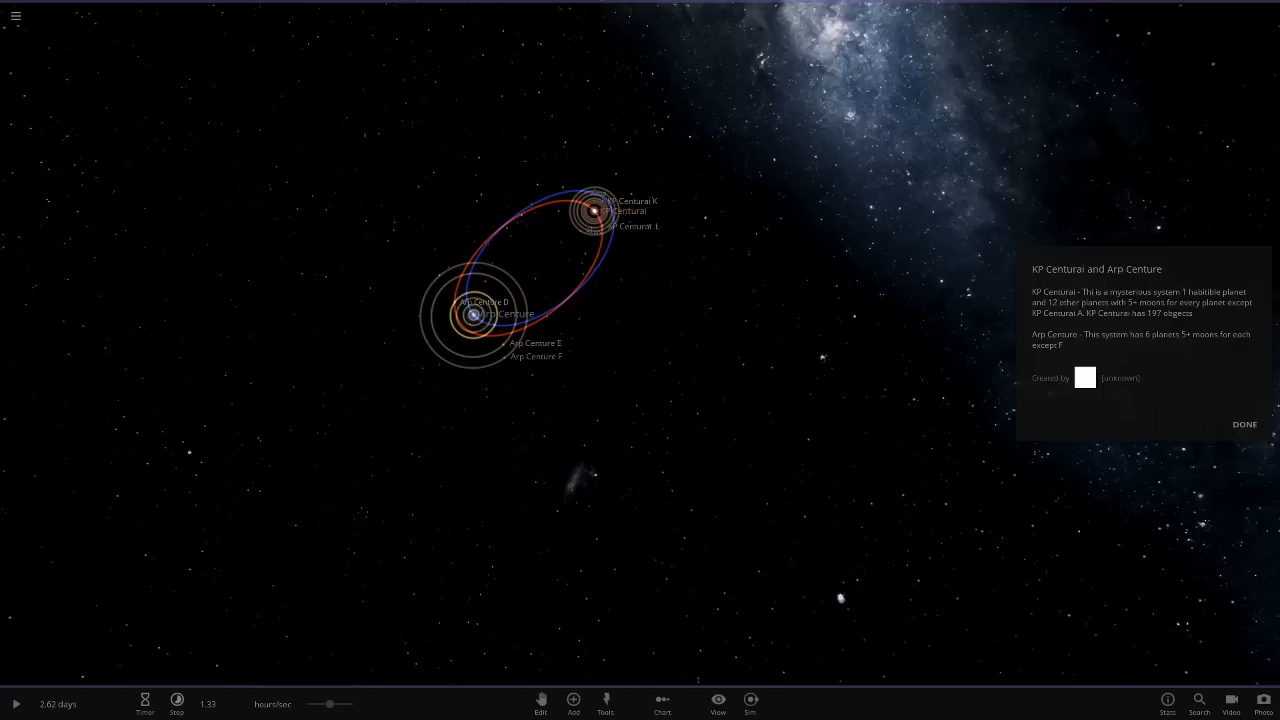 KP Centurai K
KP Centurai
KP Centurai L
Arp Centure D
Arp Centure
Arp Centure E
Arp Centure F
KP Centurai and Arp Centure
KP Centurai - Thi is a mysterious system 1 habitible planet
and 12 other planets with 5+ moons for every planet except
KP Centurai A. KP Centurai has 197 obgects
Arp Centure - This system has 6 planets 5+ moons for each
except F
Created by [unknown]
DONE
2.62 days
Timer
Step
1.33
hours/sec
Edit
Add
Tools
Chart
View
Sim
Stats
Search
Video
Photo